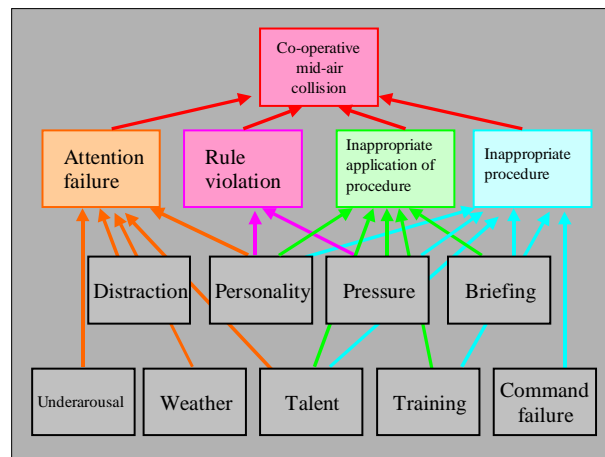 Co-operative
mid-air
collision
Attention
failure
Rule
violation
Inappropriate
application of
procedure
Inappropriate
procedure
Distraction
Personality
Pressure
Briefing
Underarousal
Weather
Talent
Training
Command
failure